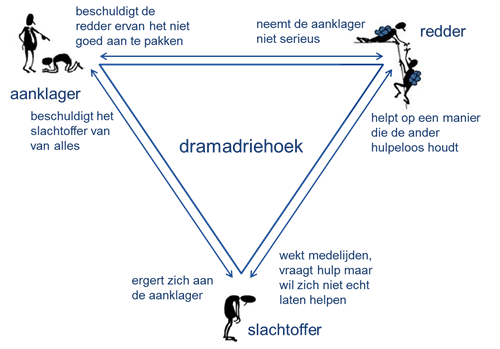 beschuldigt de
redder ervan het niet
goed aan te pakken
neemt de aanklager
niet serieus
redder
aanklager
beschuldigt het
slachtoffer van
van alles
helpt op een manier
die de ander
hulpeloos houdt
dramadriehoek
ergert zich aan
de aanklager
wekt medelijden,
vraagt hulp maar
wil zich niet echt
laten helpen
slachtoffer